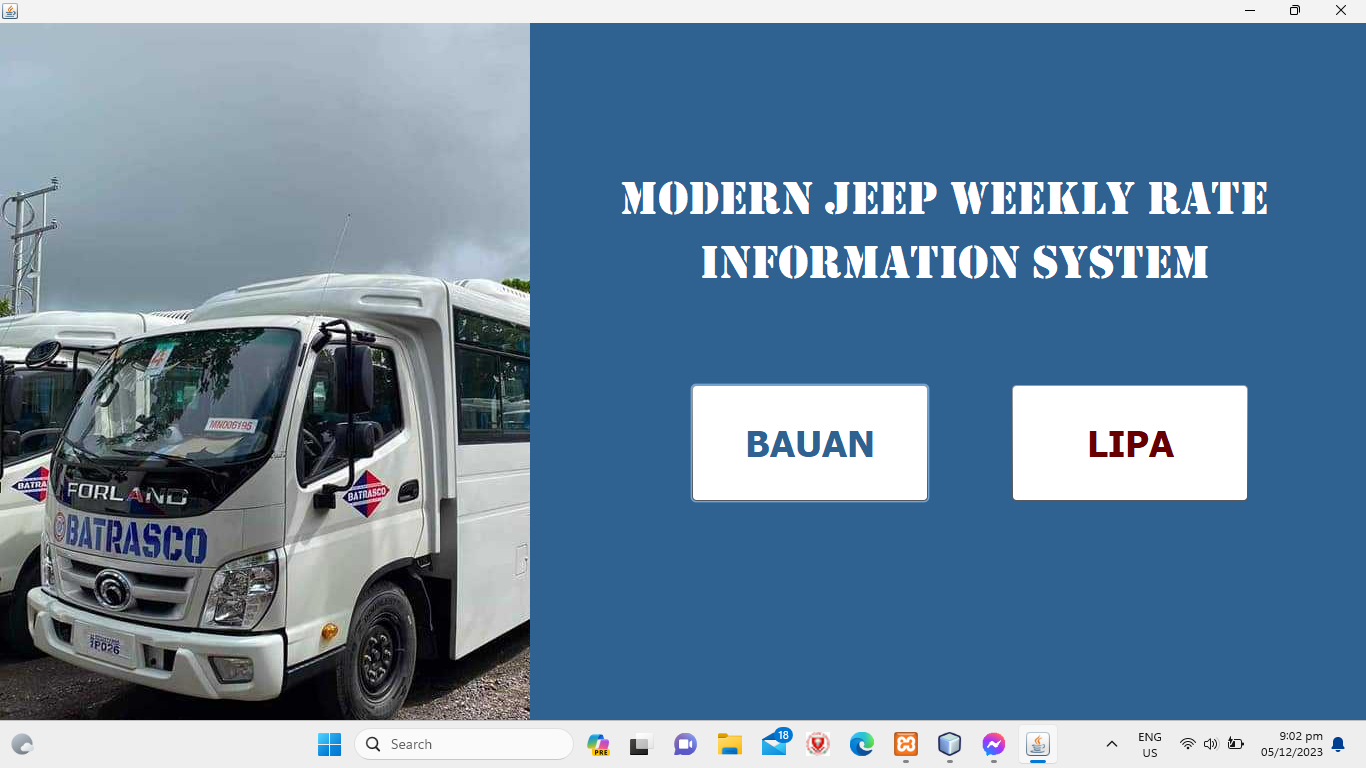 MODERN JEEP WEEKLY RATE
INFORMATION SYSTEM
BAUAN
LIPA
MN006195
FORLAND
BATRASCO
BATRASCO
BATRASCO
Search
PRE
18
ENG
US
9:02 pm
05/12/2023